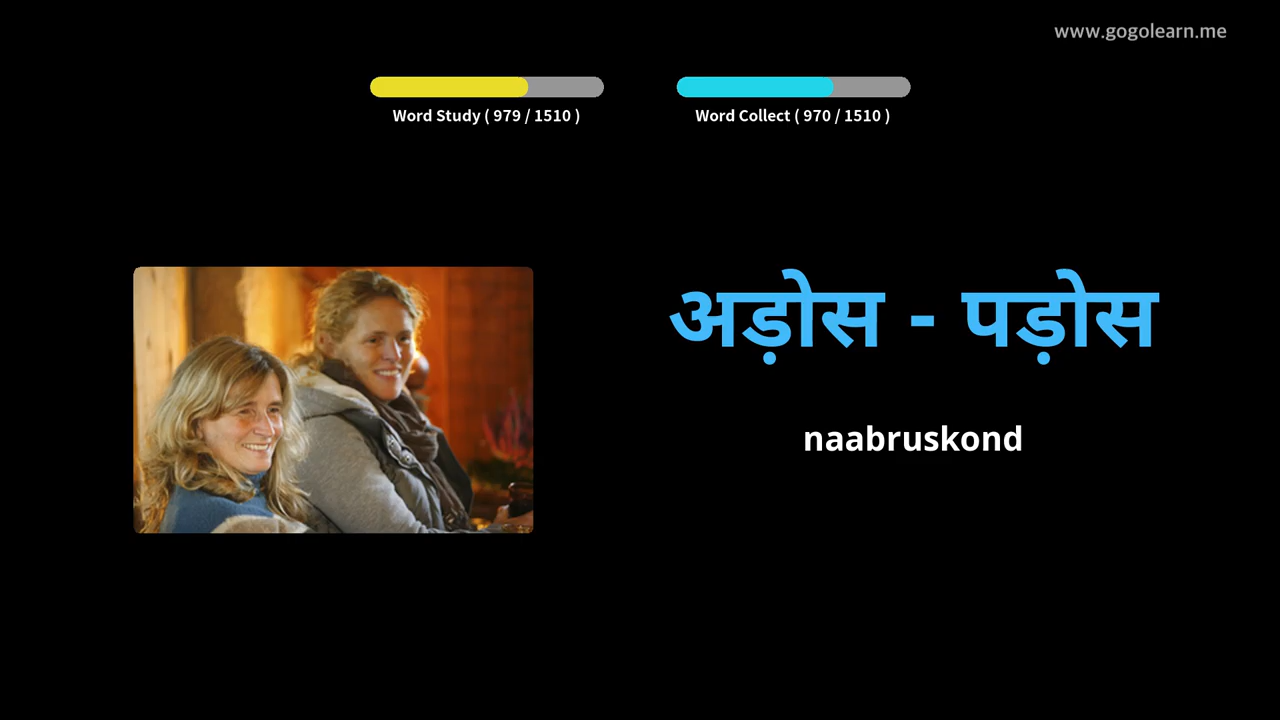 www.gogolearn.me
Word Study ( 979 / 1510 )
Word Collect ( 970 / 1510 )
अड़ोस - पड़ोस
naabruskond